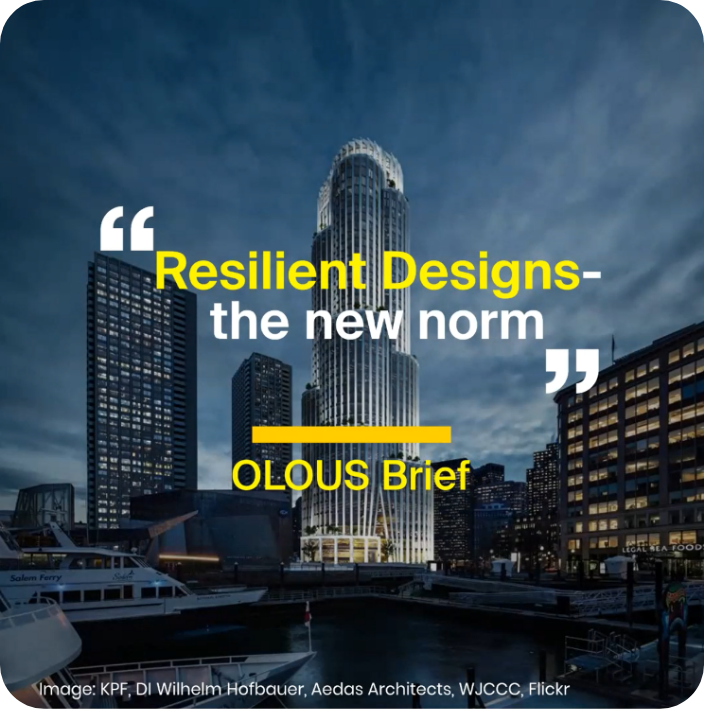 “Resilient Designs-
the new norm”
OLOUS Brief
LEGAL SEA FOODS
Salem Ferry
Image: KPF, DI Wilhelm Hofbauer, Aedas Architects, WJCCC, Flickr